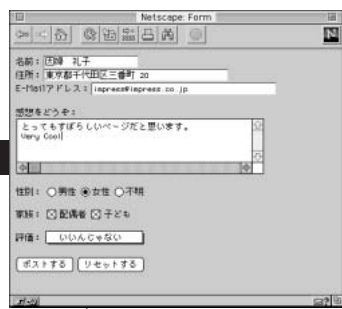 Netscape: Form
名前： 因幡 礼子
住所： 東京都千代田区三番町 20
E-Mailアドレス： impress@impress.co.jp
感想をどうぞ：
とってもすばらしいページだと思います。
Very Cool
性別： 男性 女性 不明
家族： 配偶者 子ども
評価： いいんじゃない
ポストする リセットする